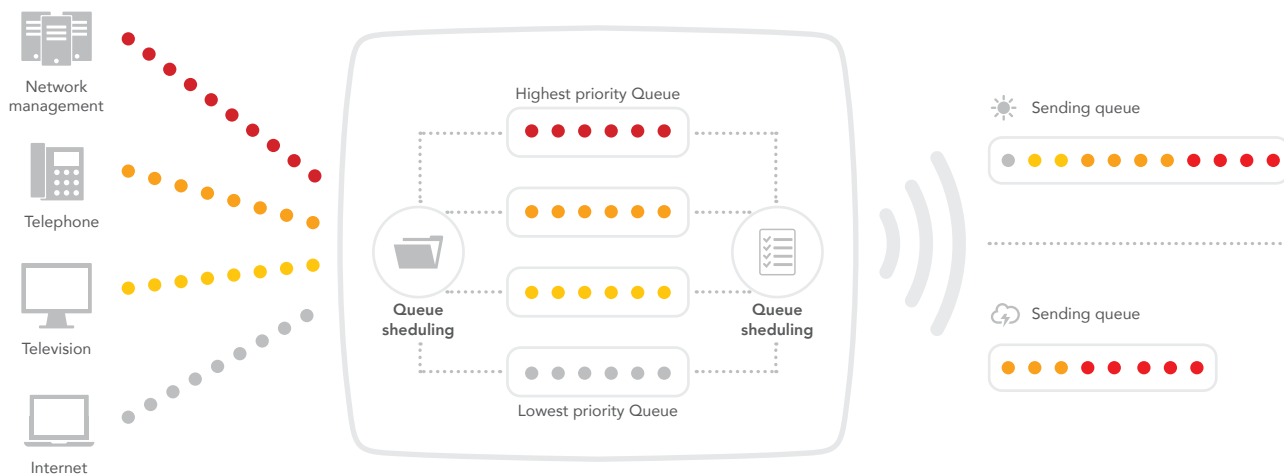 Network
management
Telephone
Television
Internet
Highest priority Queue
Queue
sheduling
Queue
sheduling
Lowest priority Queue
Sending queue
Sending queue